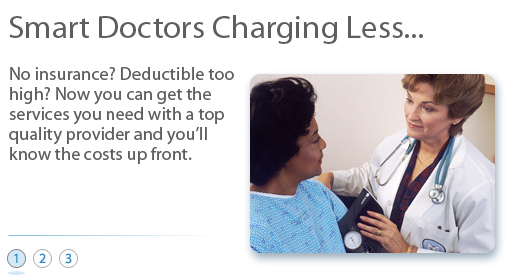 Smart Doctors Charging Less...
No insurance? Deductible too
high? Now you can get the
services you need with a top
quality provider and you'll
know the costs up front.
1 2 3